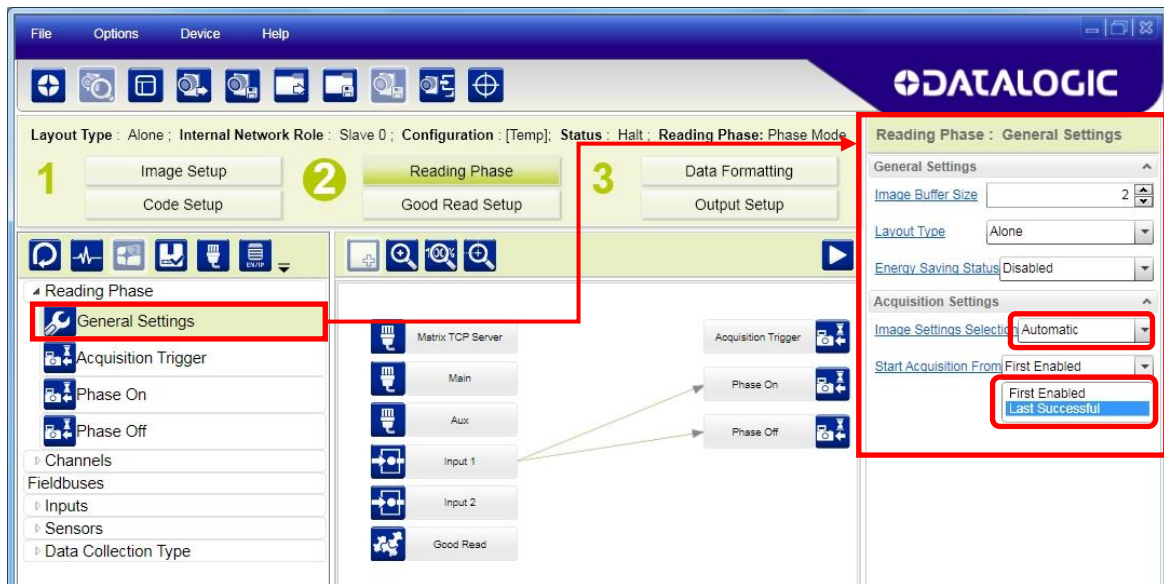 File Options Device Help
DATALOGIC
Layout Type : Alone ; Internal Network Role : Slave 0 ; Configuration : [Temp]; Status : Halt ; Reading Phase: Phase Mode
1
Image Setup
Code Setup
2
Reading Phase
Good Read Setup
3
Data Formatting
Output Setup
EN/IP
Reading Phase
General Settings
Acquisition Trigger
Phase On
Phase Off
Channels
Fieldbuses
Inputs
Sensors
Data Collection Type
100%
Matrix TCP Server
Main
Aux
Input 1
Input 2
Good Read
Acquisition Trigger
Phase On
Phase Off
Reading Phase : General Settings
General Settings
Image Buffer Size 2
Layout Type Alone
Energy Saving Status Disabled
Acquisition Settings
Image Settings Selection Automatic
Start Acquisition From First Enabled
First Enabled
Last Successful